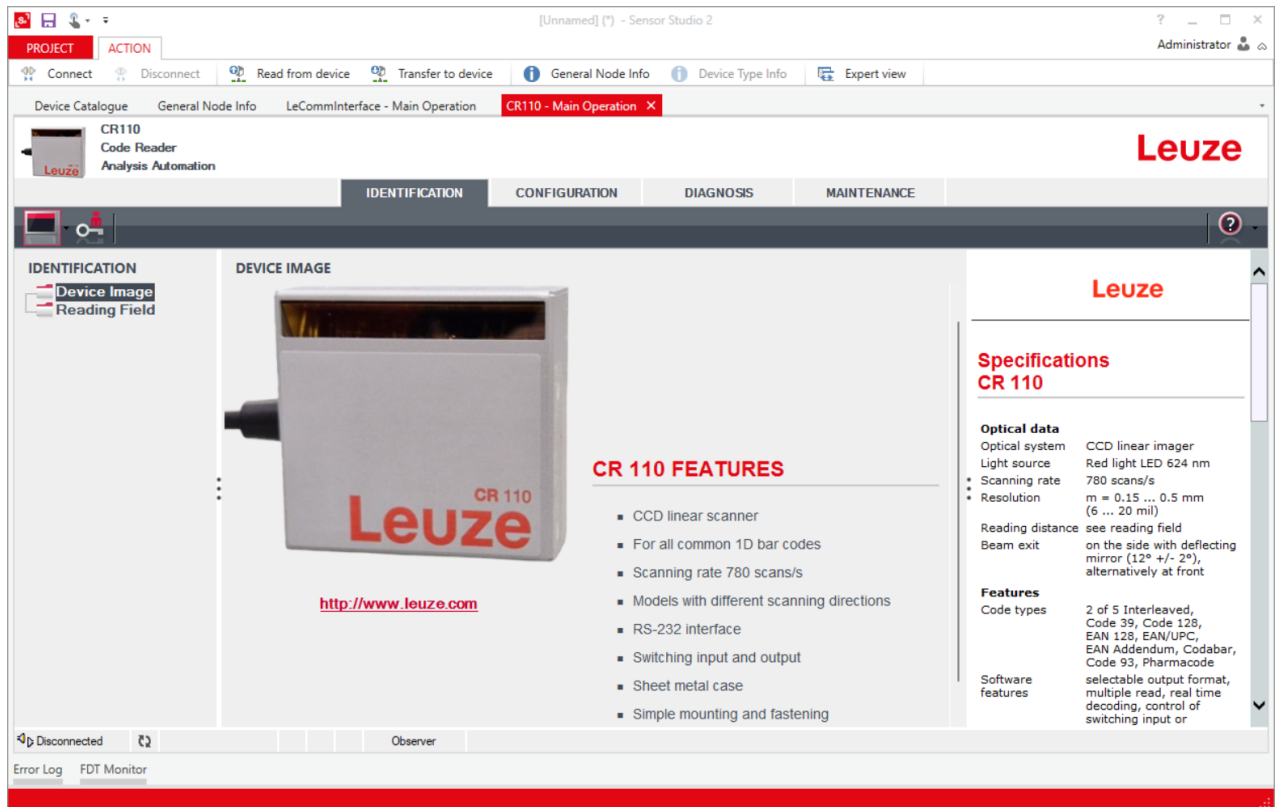 [Unnamed] (*) - Sensor Studio 2
PROJECT
ACTION
Administrator
Connect
Disconnect
Read from device
Transfer to device
General Node Info
Device Type Info
Expert view
Device Catalogue
General Node Info
LeCommInterface - Main Operation
CR110 - Main Operation
CR110
Code Reader
Analysis Automation
Leuze
Leuze
IDENTIFICATION
CONFIGURATION
DIAGNOSIS
MAINTENANCE
IDENTIFICATION
Device Image
Reading Field
DEVICE IMAGE
CR 110
Leuze
http://www.leuze.com
CR 110 FEATURES
CCD linear scanner
For all common 1D bar codes
Scanning rate 780 scans/s
Models with different scanning directions
RS-232 interface
Switching input and output
Sheet metal case
Simple mounting and fastening
Leuze
Specifications
CR 110
Optical data
Optical system CCD linear imager
Light source Red light LED 624 nm
Scanning rate 780 scans/s
Resolution m = 0.15 ... 0.5 mm
(6 ... 20 mil)
Reading distance see reading field
Beam exit on the side with deflecting
mirror (12° +/- 2°),
alternatively at front
Features
Code types 2 of 5 Interleaved,
Code 39, Code 128,
EAN 128, EAN/UPC,
EAN Addendum, Codabar,
Code 93, Pharmacode
Software selectable output format,
features multiple read, real time
decoding, control of
switching input or
Disconnected
Observer
Error Log
FDT Monitor